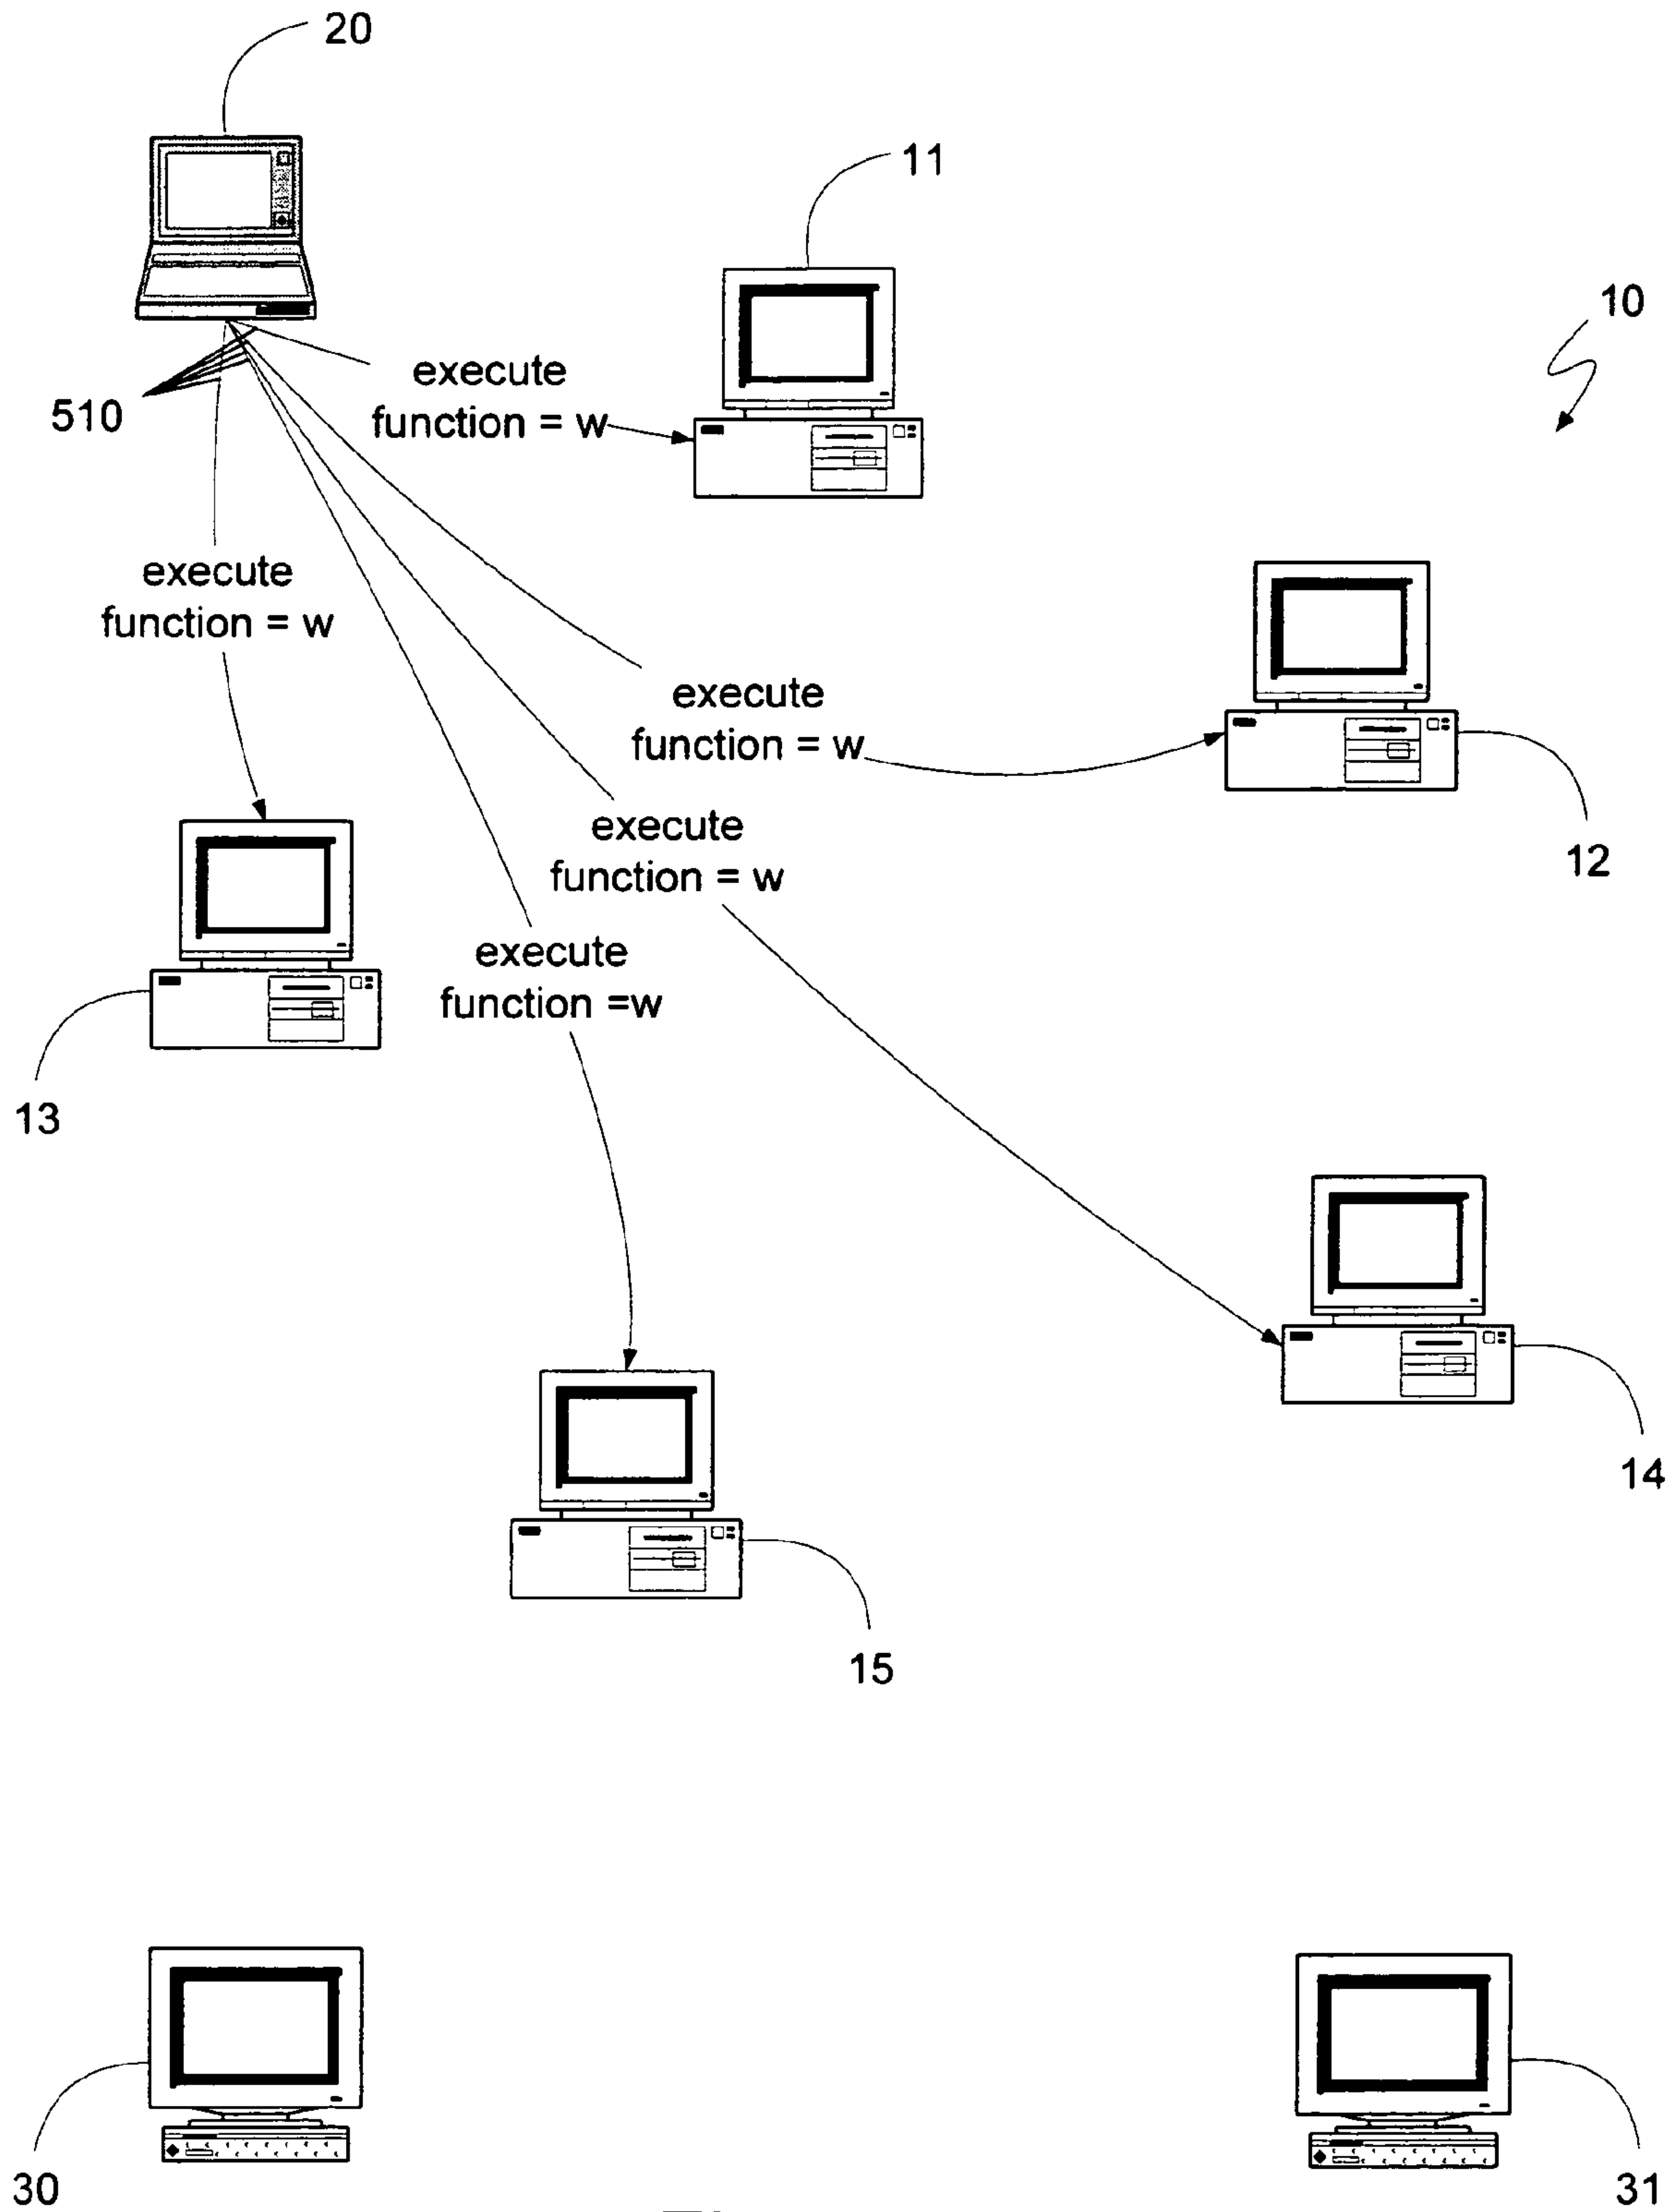 20
11
10
execute
function = w
510
execute
function = w
execute
function = w
12
execute
function = w
execute
function =w
13
14
15
30
31